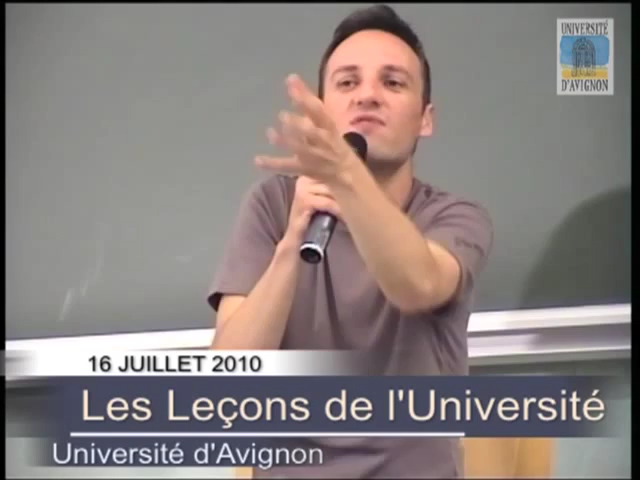 UNIVERSITÉ
D'AVIGNON
16 JUILLET 2010
Les Leçons de l'Université
Université d'Avignon